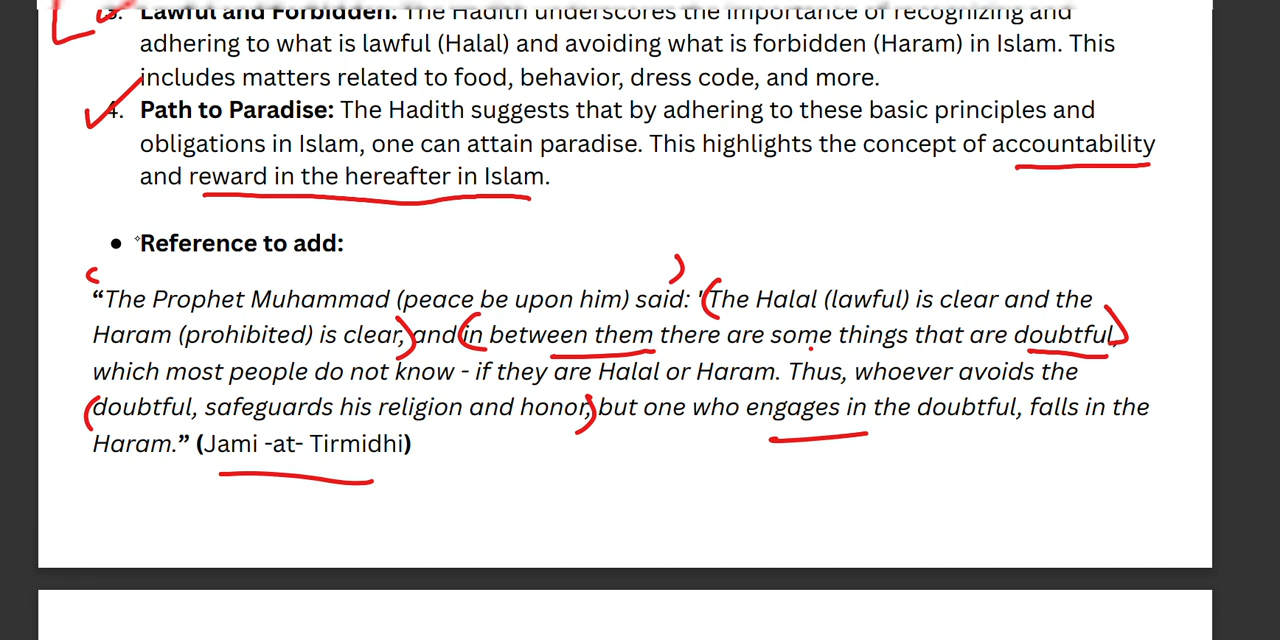 3. Lawful and Forbidden: The Hadith underscores the importance of recognizing and
adhering to what is lawful (Halal) and avoiding what is forbidden (Haram) in Islam. This
includes matters related to food, behavior, dress code, and more.
4. Path to Paradise: The Hadith suggests that by adhering to these basic principles and
obligations in Islam, one can attain paradise. This highlights the concept of accountability
and reward in the hereafter in Islam.
● Reference to add:
“The Prophet Muhammad (peace be upon him) said: 'The Halal (lawful) is clear and the
Haram (prohibited) is clear, and in between them there are some things that are doubtful,
which most people do not know - if they are Halal or Haram. Thus, whoever avoids the
doubtful, safeguards his religion and honor, but one who engages in the doubtful, falls in the
Haram.” (Jami -at- Tirmidhi)